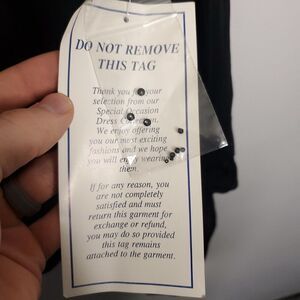 DO NOT REMOVE
THIS TAG
Thank you for your
selection from our
Special Occasion
Dress
We enjoy offering
you our most exciting
fashions and we hope
you will enjoy wearing
them.
If for any reason, you
are not completely
satisfied and must
return this garment for
exchange or refund,
you may do so provided
this tag remains
attached to the garment.